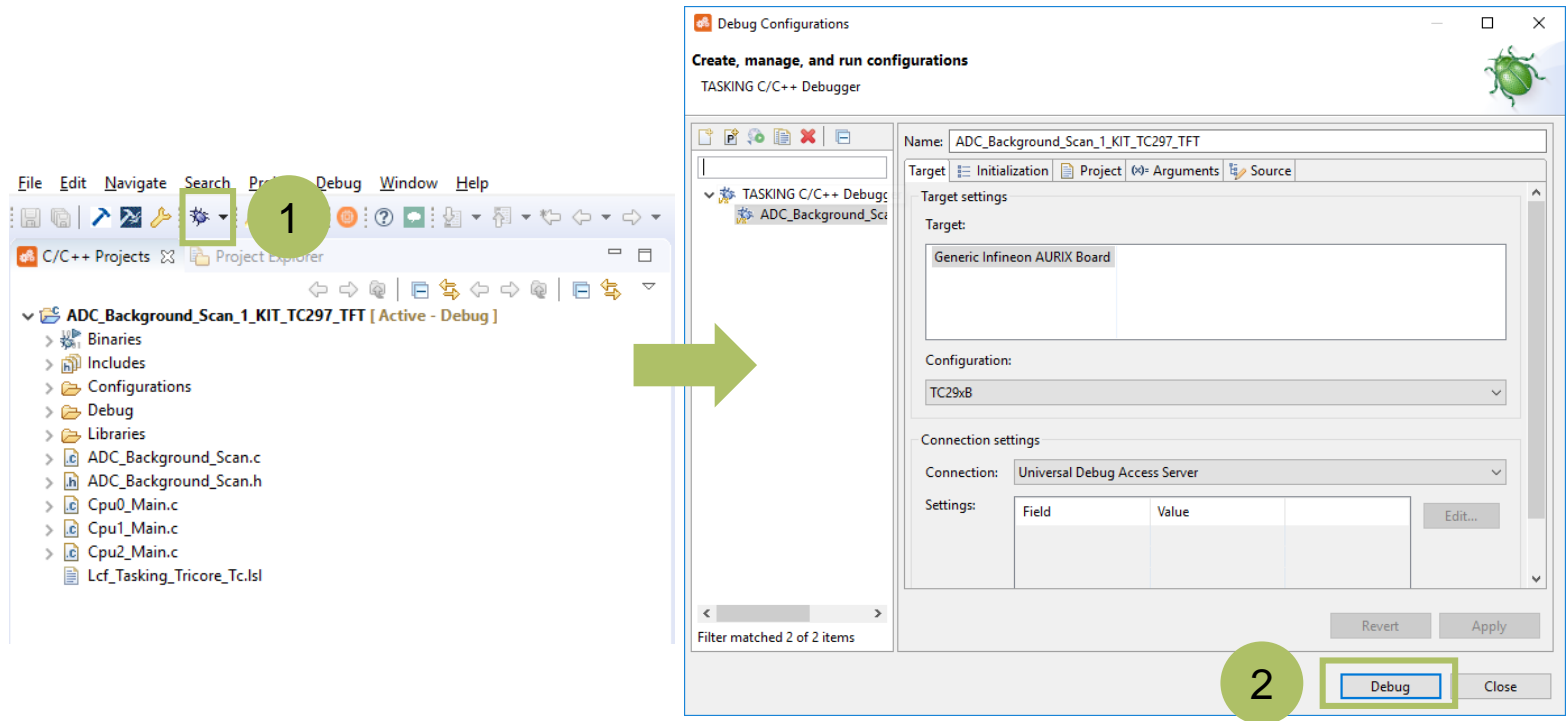 File Edit Navigate Search Debug Window Help
1
C/C++ Projects Project Explorer
ADC_Background_Scan_1_KIT_TC297_TFT [ Active - Debug ]
Binaries
Includes
Configurations
Debug
Libraries
ADC_Background_Scan.c
ADC_Background_Scan.h
Cpu0_Main.c
Cpu1_Main.c
Cpu2_Main.c
Lcf_Tasking_Tricore_Tc.lsl
Debug Configurations
Create, manage, and run configurations
TASKING C/C++ Debugger
Name: ADC_Background_Scan_1_KIT_TC297_TFT
Target Initialization Project Arguments Source
TASKING C/C++ Debugg
ADC_Background_Sca
Target settings
Target:
Generic Infineon AURIX Board
Configuration:
TC29xB
Connection settings
Connection: Universal Debug Access Server
Settings: Field Value Edit...
Filter matched 2 of 2 items
Revert Apply
2
Debug Close